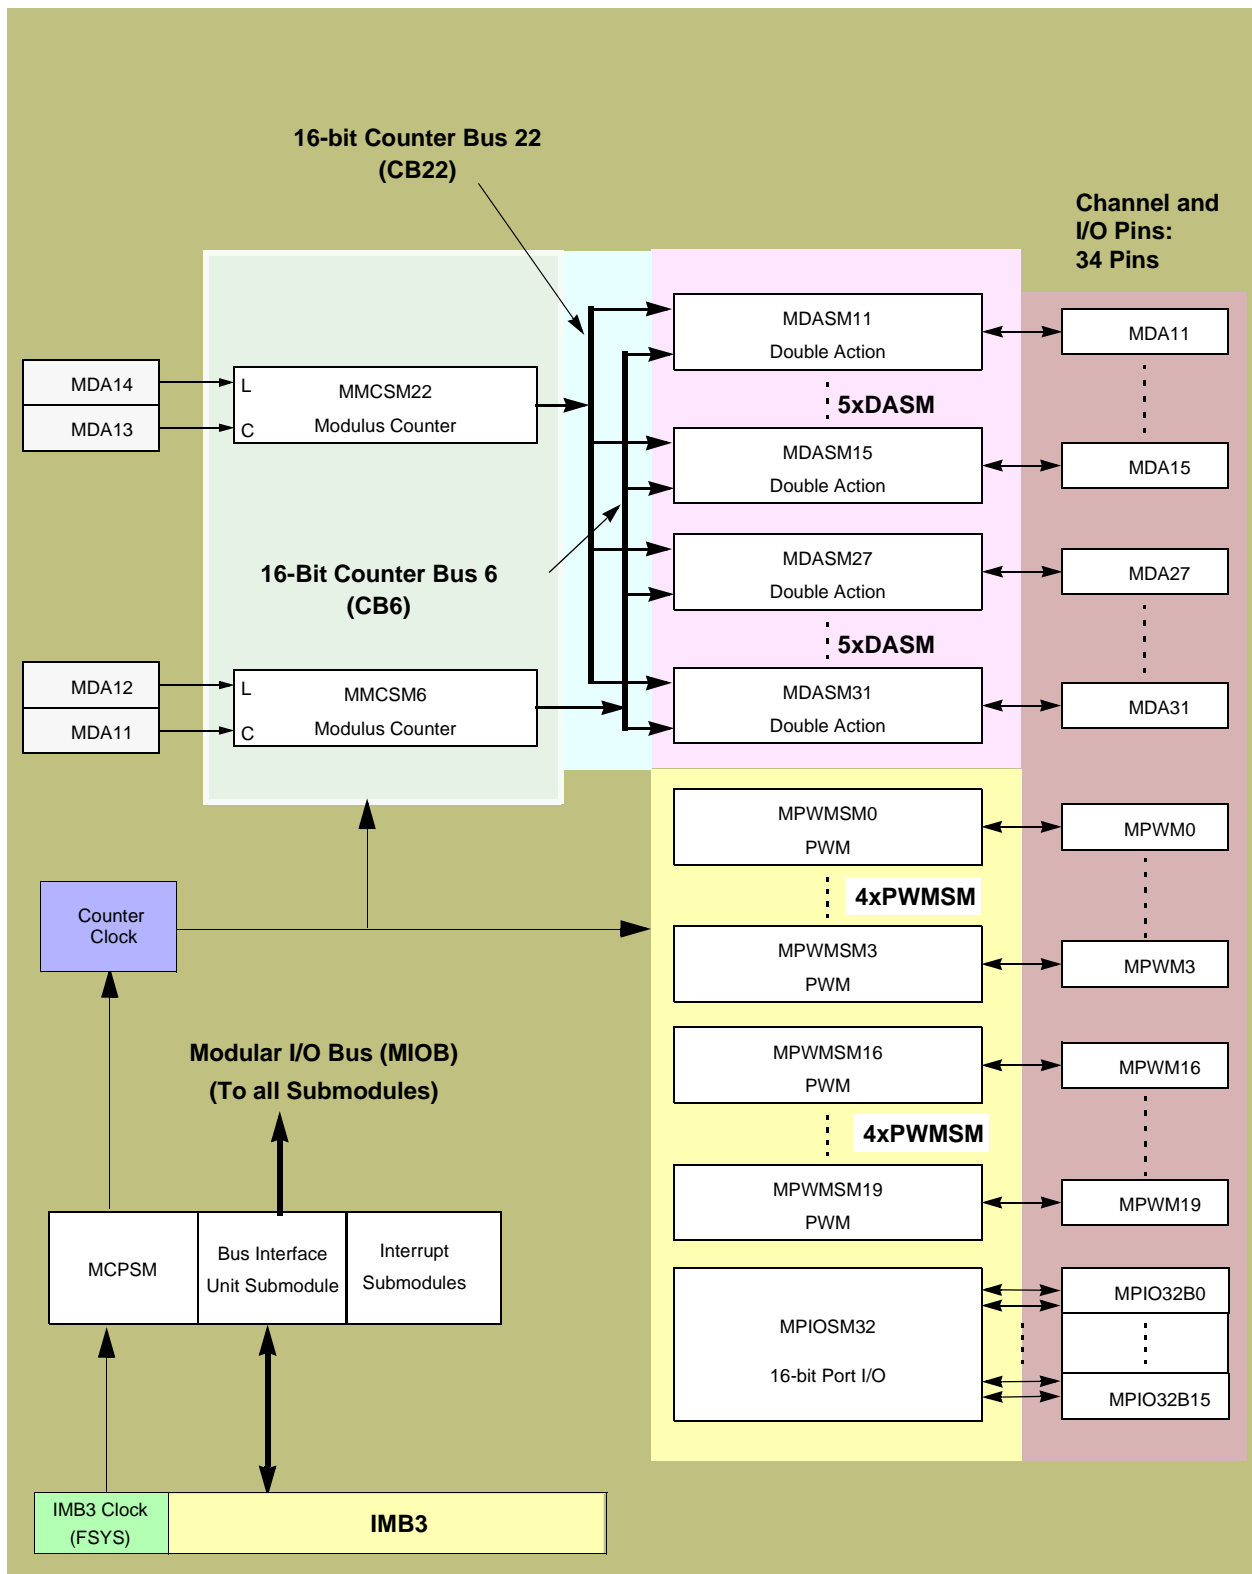 16-bit Counter Bus 22
(CB22)
Channel and
I/O Pins:
34 Pins
MDA14
MDA13
L
C
MMCSM22
Modulus Counter
MDASM11
Double Action
5xDASM
MDASM15
Double Action
MDA11
MDA15
16-Bit Counter Bus 6
(CB6)
MDASM27
Double Action
5xDASM
MDASM31
Double Action
MDA27
MDA31
MDA12
MDA11
L
C
MMCSM6
Modulus Counter
MPWMSM0
PWM
4xPWMSM
MPWMSM3
PWM
MPWM0
MPWM3
Counter
Clock
Modular I/O Bus (MIOB)
(To all Submodules)
MPWMSM16
PWM
4xPWMSM
MPWMSM19
PWM
MPWM16
MPWM19
MCPSM
Bus Interface
Unit Submodule
Interrupt
Submodules
MPIOSM32
16-bit Port I/O
MPIO32B0
MPIO32B15
IMB3 Clock
(FSYS)
IMB3